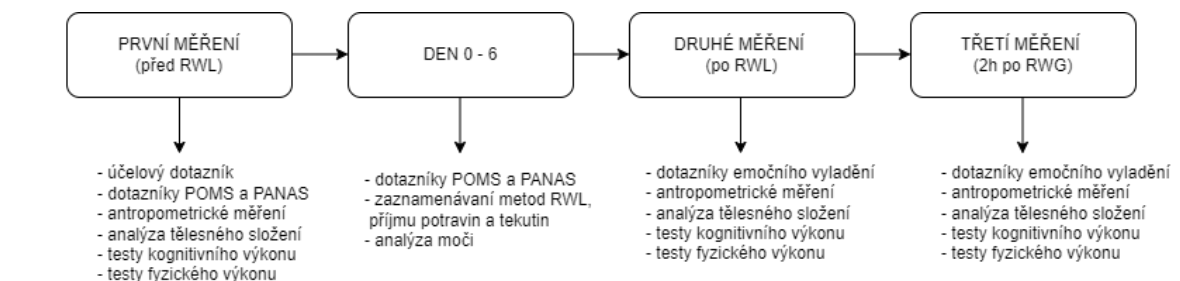 PRVNÍ MĚŘENÍ
(před RWL)
DEN 0 - 6
DRUHÉ MĚŘENÍ
(po RWL)
TŘETÍ MĚŘENÍ
(2h po RWG)
- účelový dotazník
- dotazníky POMS a PANAS
- antropometrické měření
- analýza tělesného složení
- testy kognitivního výkonu
- testy fyzického výkonu
- dotazníky POMS a PANAS
- zaznamenávaní metod RWL,
příjmu potravin a tekutin
- analýza moči
- dotazníky emočního vyladění
- antropometrické měření
- analýza tělesného složení
- testy kognitivního výkonu
- testy fyzického výkonu
- dotazníky emočního vyladění
- antropometrické měření
- analýza tělesného složení
- testy kognitivního výkonu
- testy fyzického výkonu